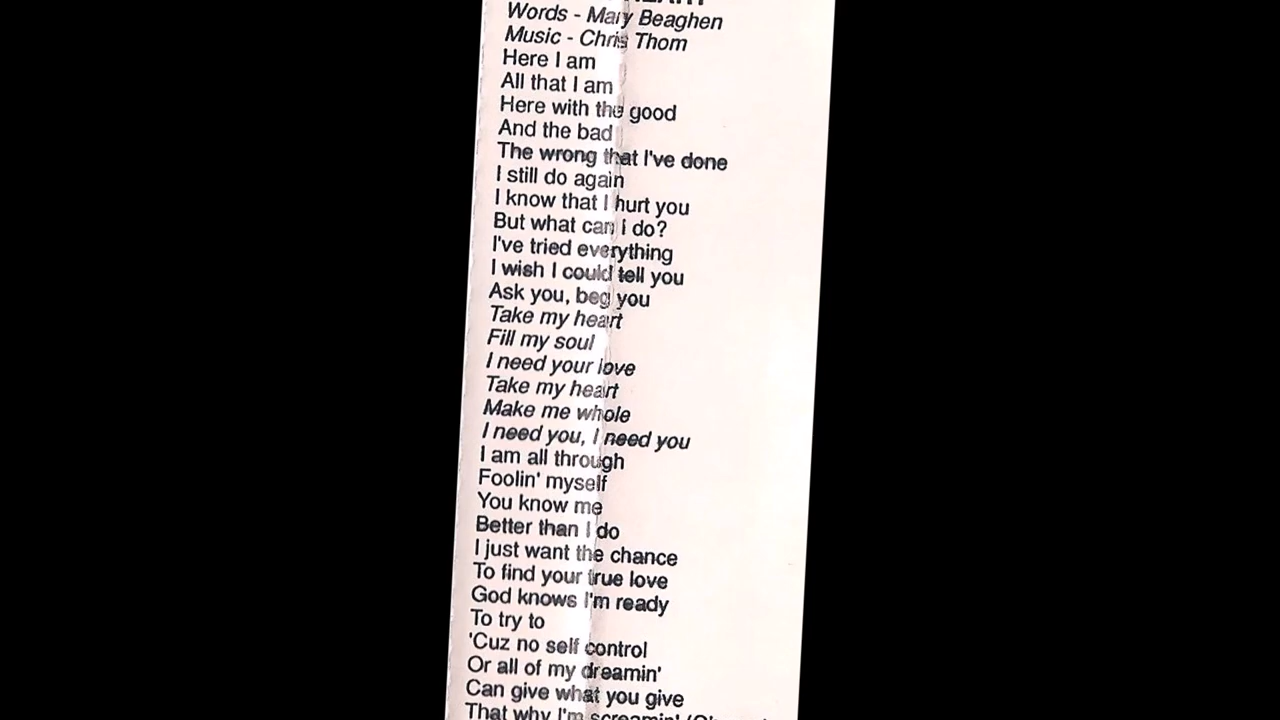 HEART
Words - Mary Beaghen
Music - Chris Thom
Here I am
All that I am
Here with the good
And the bad
The wrong that I've done
I still do again
I know that I hurt you
But what can I do?
I've tried everything
I wish I could tell you
Ask you, beg you
Take my heart
Fill my soul
I need your love
Take my heart
Make me whole
I need you, I need you
I am all through
Foolin' myself
You know me
Better than I do
I just want the chance
To find your true love
God knows I'm ready
To try to
'Cuz no self control
Or all of my dreamin'
Can give what you give
That why I'm screamin'